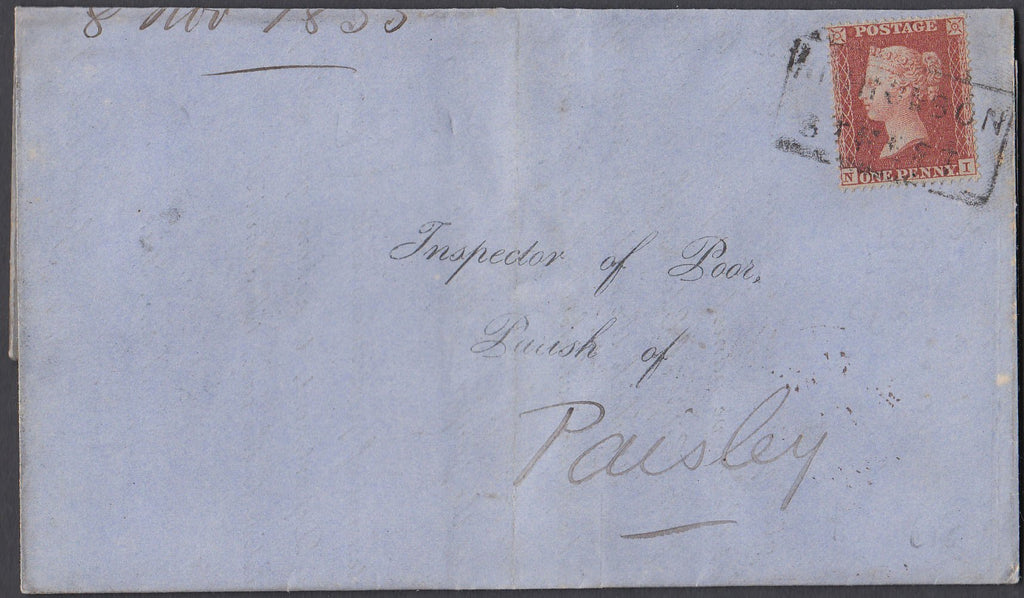 8 Nov 1855
POSTAGE
N ONE PENNY I
Inspector of Poor,
Parish of
Paisley